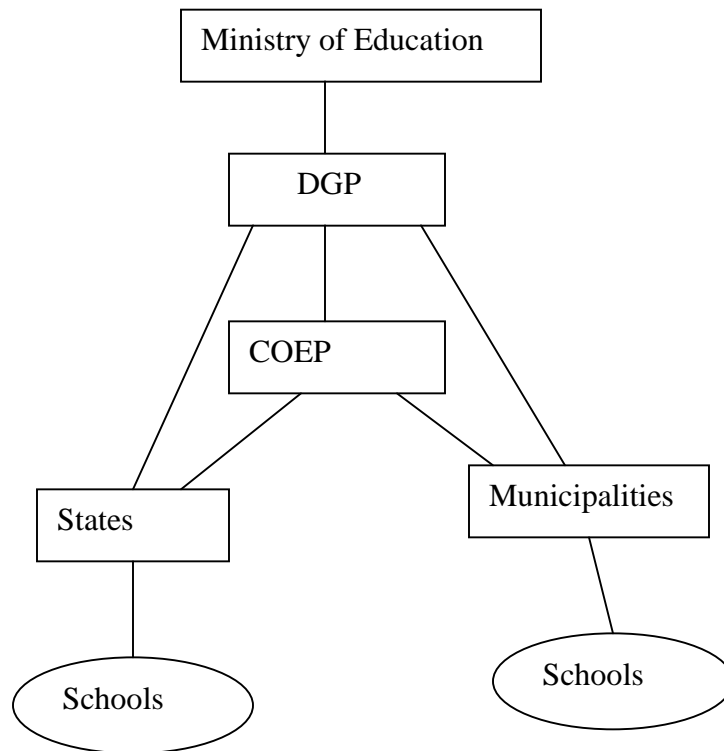 Ministry of Education
DGP
COEP
States
Municipalities
Schools
Schools